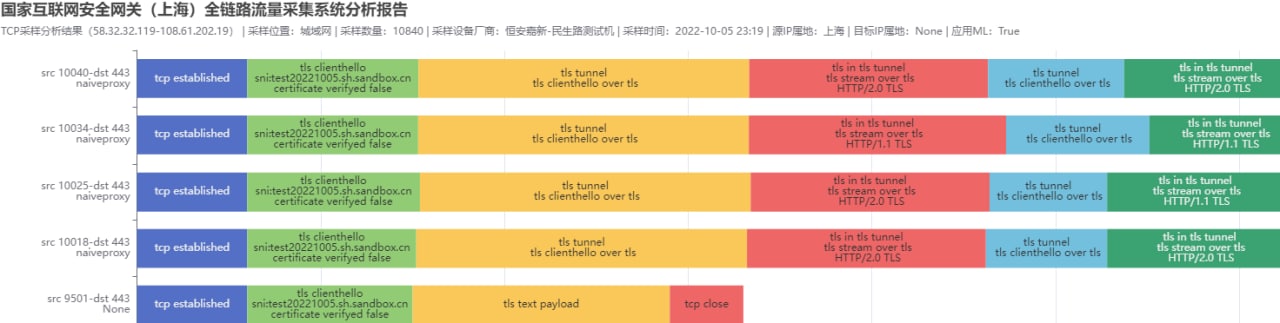 国家互联网安全网关（上海）全链路流量采集系统分析报告
TCP采样分析结果（58.32.32.119-108.61.202.19） | 采样位置：城域网 | 采样数量：10840 | 采样设备厂商：恒安嘉新-民生路测试机 | 采样时间：2022-10-05 23:19 | 源IP属地：上海 | 目标IP属地：None | 应用ML：True
src 10040-dst 443
naiveproxy
tcp established
tls clienthello
sni:test20221005.sh.sandbox.cn
certificate verifyed false
tls tunnel
tls clienthello over tls
tls in tls tunnel
tls stream over tls
HTTP/2.0 TLS
tls tunnel
tls clienthello over tls
tls in tls tunnel
tls stream over tls
HTTP/2.0 TLS
src 10034-dst 443
naiveproxy
tcp established
tls clienthello
sni:test20221005.sh.sandbox.cn
certificate verifyed false
tls tunnel
tls clienthello over tls
tls in tls tunnel
tls stream over tls
HTTP/1.1 TLS
tls tunnel
tls clienthello over tls
tls in tls tunnel
tls stream over tls
HTTP/1.1 TLS
src 10025-dst 443
naiveproxy
tcp established
tls clienthello
sni:test20221005.sh.sandbox.cn
certificate verifyed false
tls tunnel
tls clienthello over tls
tls in tls tunnel
tls stream over tls
HTTP/2.0 TLS
tls tunnel
tls clienthello over tls
tls in tls tunnel
tls stream over tls
HTTP/1.1 TLS
src 10018-dst 443
naiveproxy
tcp established
tls clienthello
sni:test20221005.sh.sandbox.cn
certificate verifyed false
tls tunnel
tls clienthello over tls
tls in tls tunnel
tls stream over tls
HTTP/2.0 TLS
tls tunnel
tls clienthello over tls
tls in tls tunnel
tls stream over tls
HTTP/2.0 TLS
src 9501-dst 443
None
tcp established
tls clienthello
sni:test20221005.sh.sandbox.cn
certificate verifyed false
tls text payload
tcp close